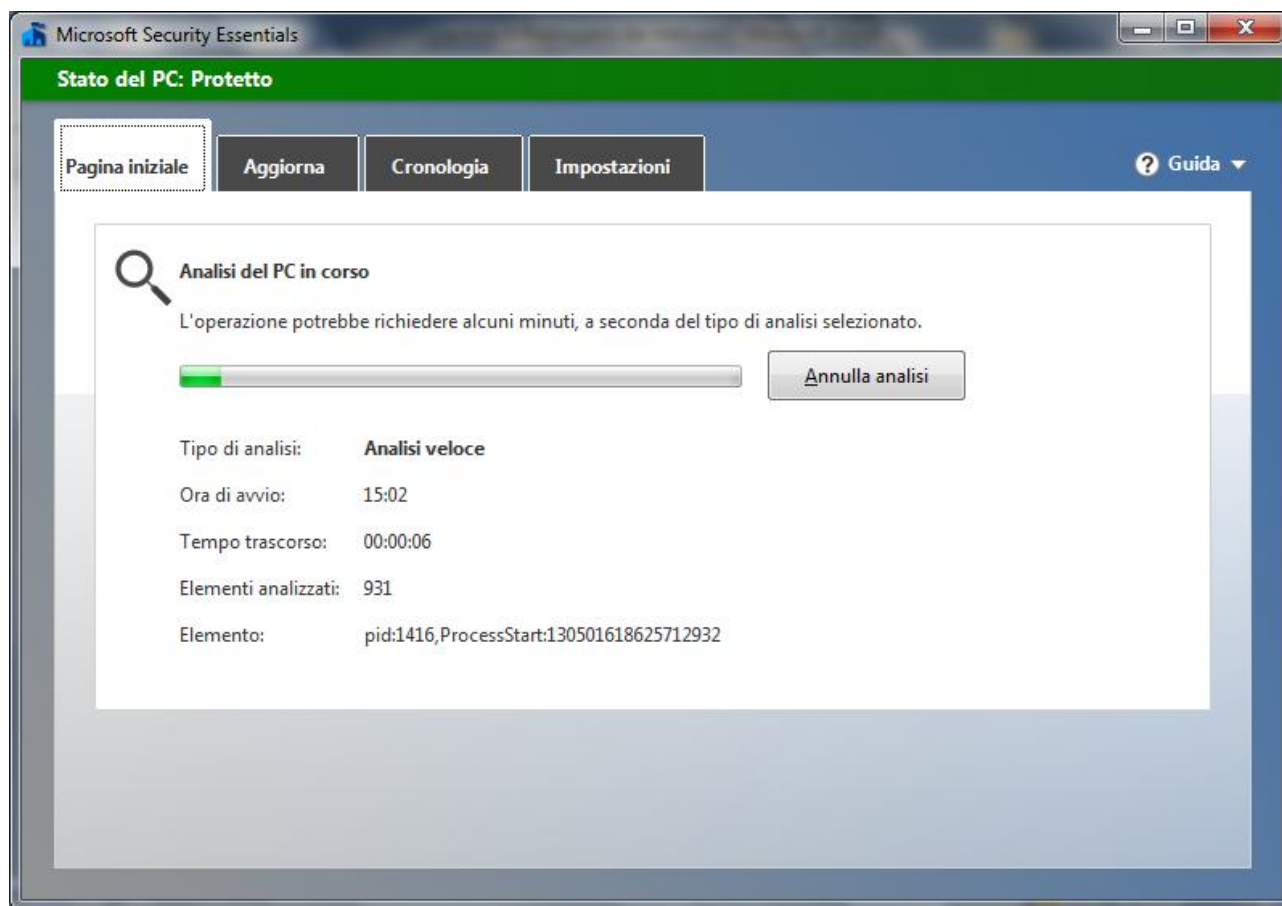 Microsoft Security Essentials
Stato del PC: Protetto
Pagina iniziale Aggiorna Cronologia Impostazioni ? Guida
Analisi del PC in corso
L'operazione potrebbe richiedere alcuni minuti, a seconda del tipo di analisi selezionato.
Annulla analisi
Tipo di analisi: Analisi veloce
Ora di avvio: 15:02
Tempo trascorso: 00:00:06
Elementi analizzati: 931
Elemento: pid:1416,ProcessStart:130501618625712932